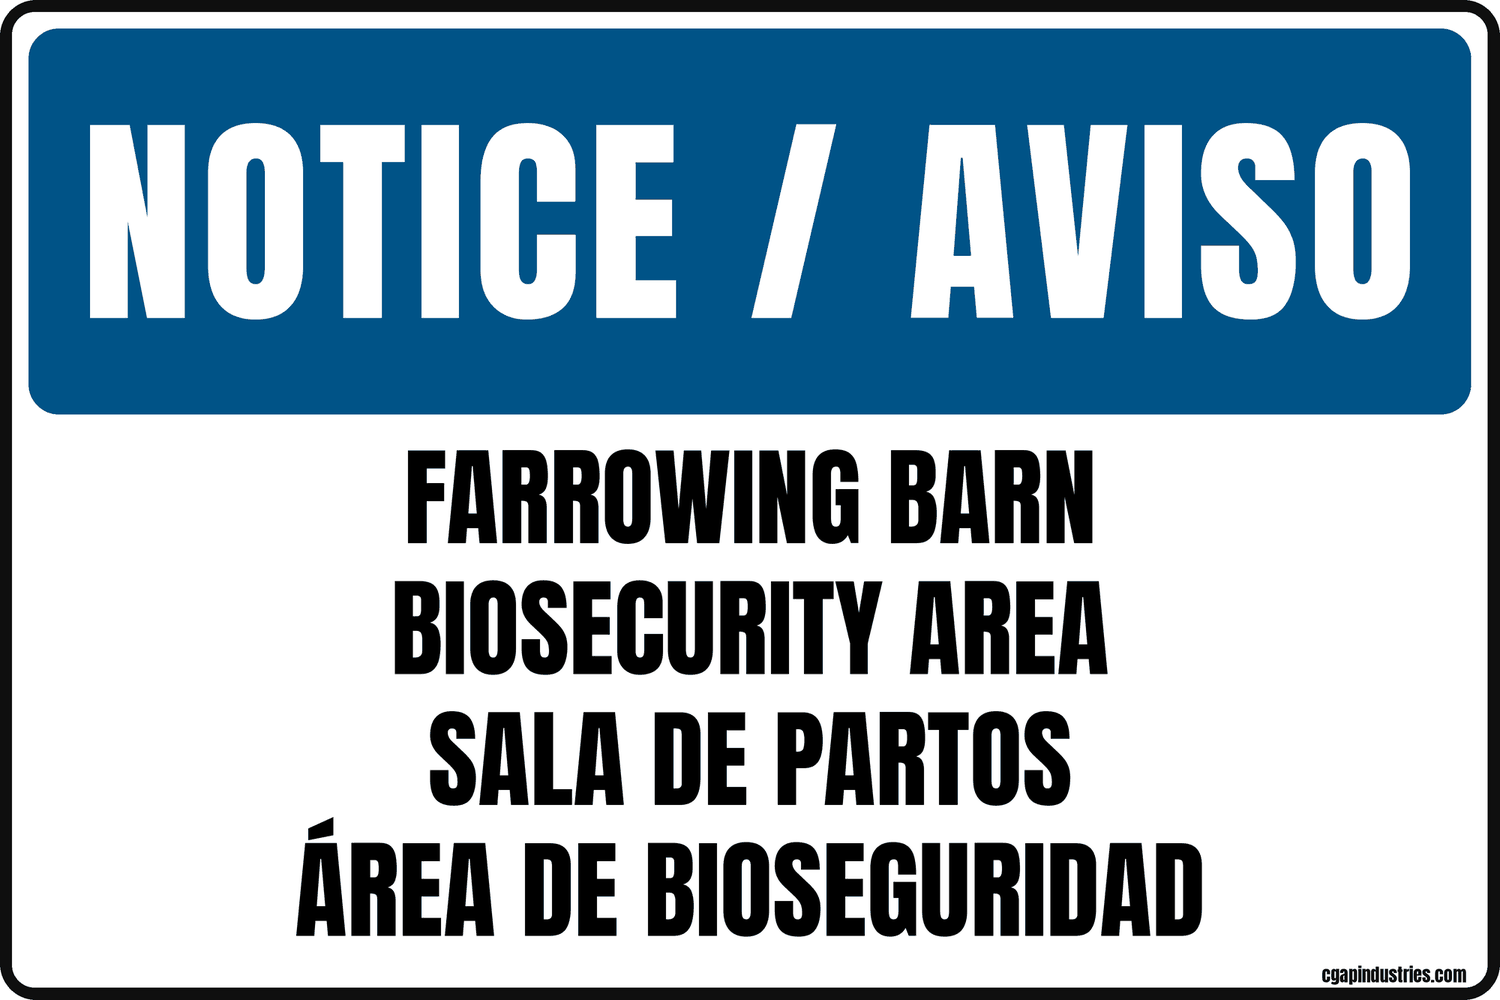 NOTICE / AVISO
FARROWING BARN
BIOSECURITY AREA
SALA DE PARTOS
ÁREA DE BIOSEGURIDAD
cgapindustries.com